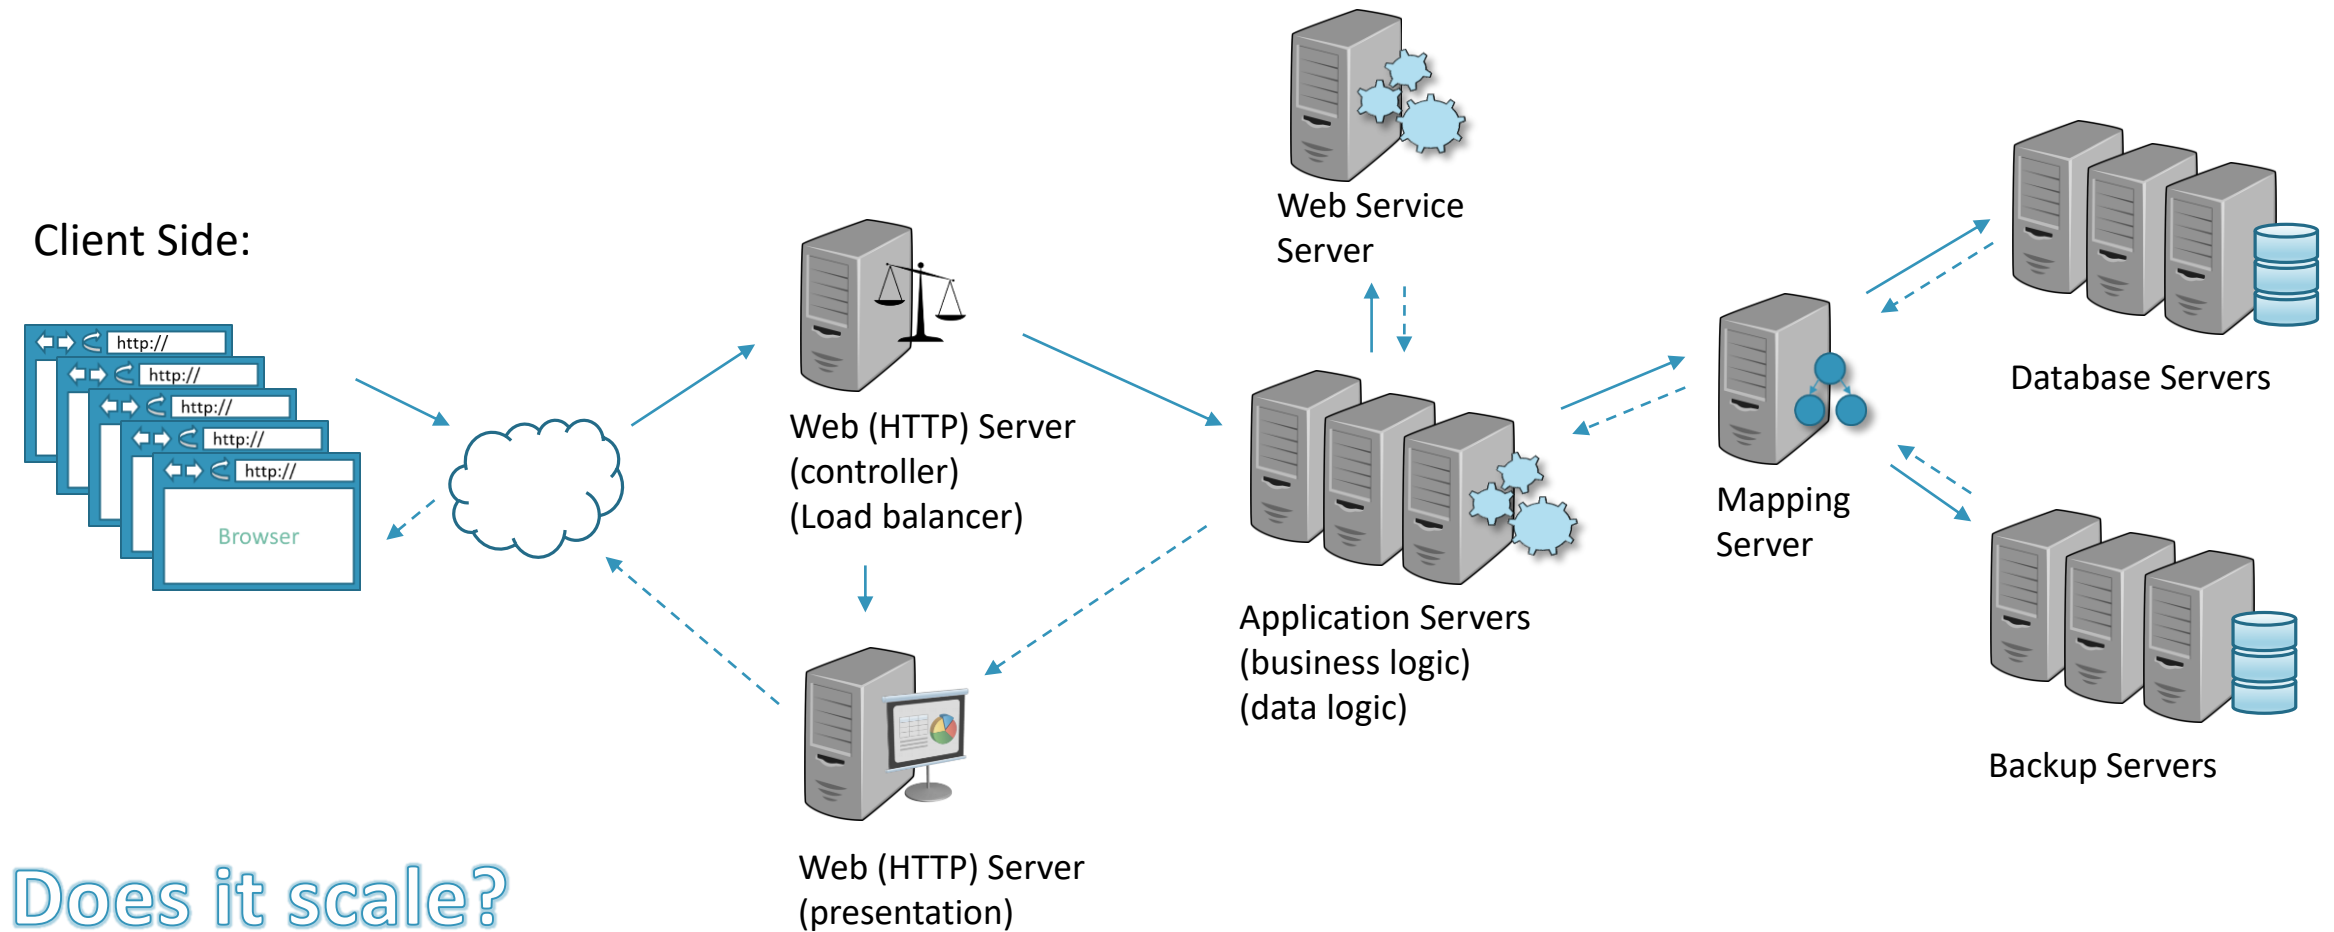 Client Side:
http://
http://
http://
http://
http://
Browser
Web (HTTP) Server
(controller)
(Load balancer)
Web (HTTP) Server
(presentation)
Web Service
Server
Application Servers
(business logic)
(data logic)
Mapping
Server
Database Servers
Backup Servers
Does it scale?